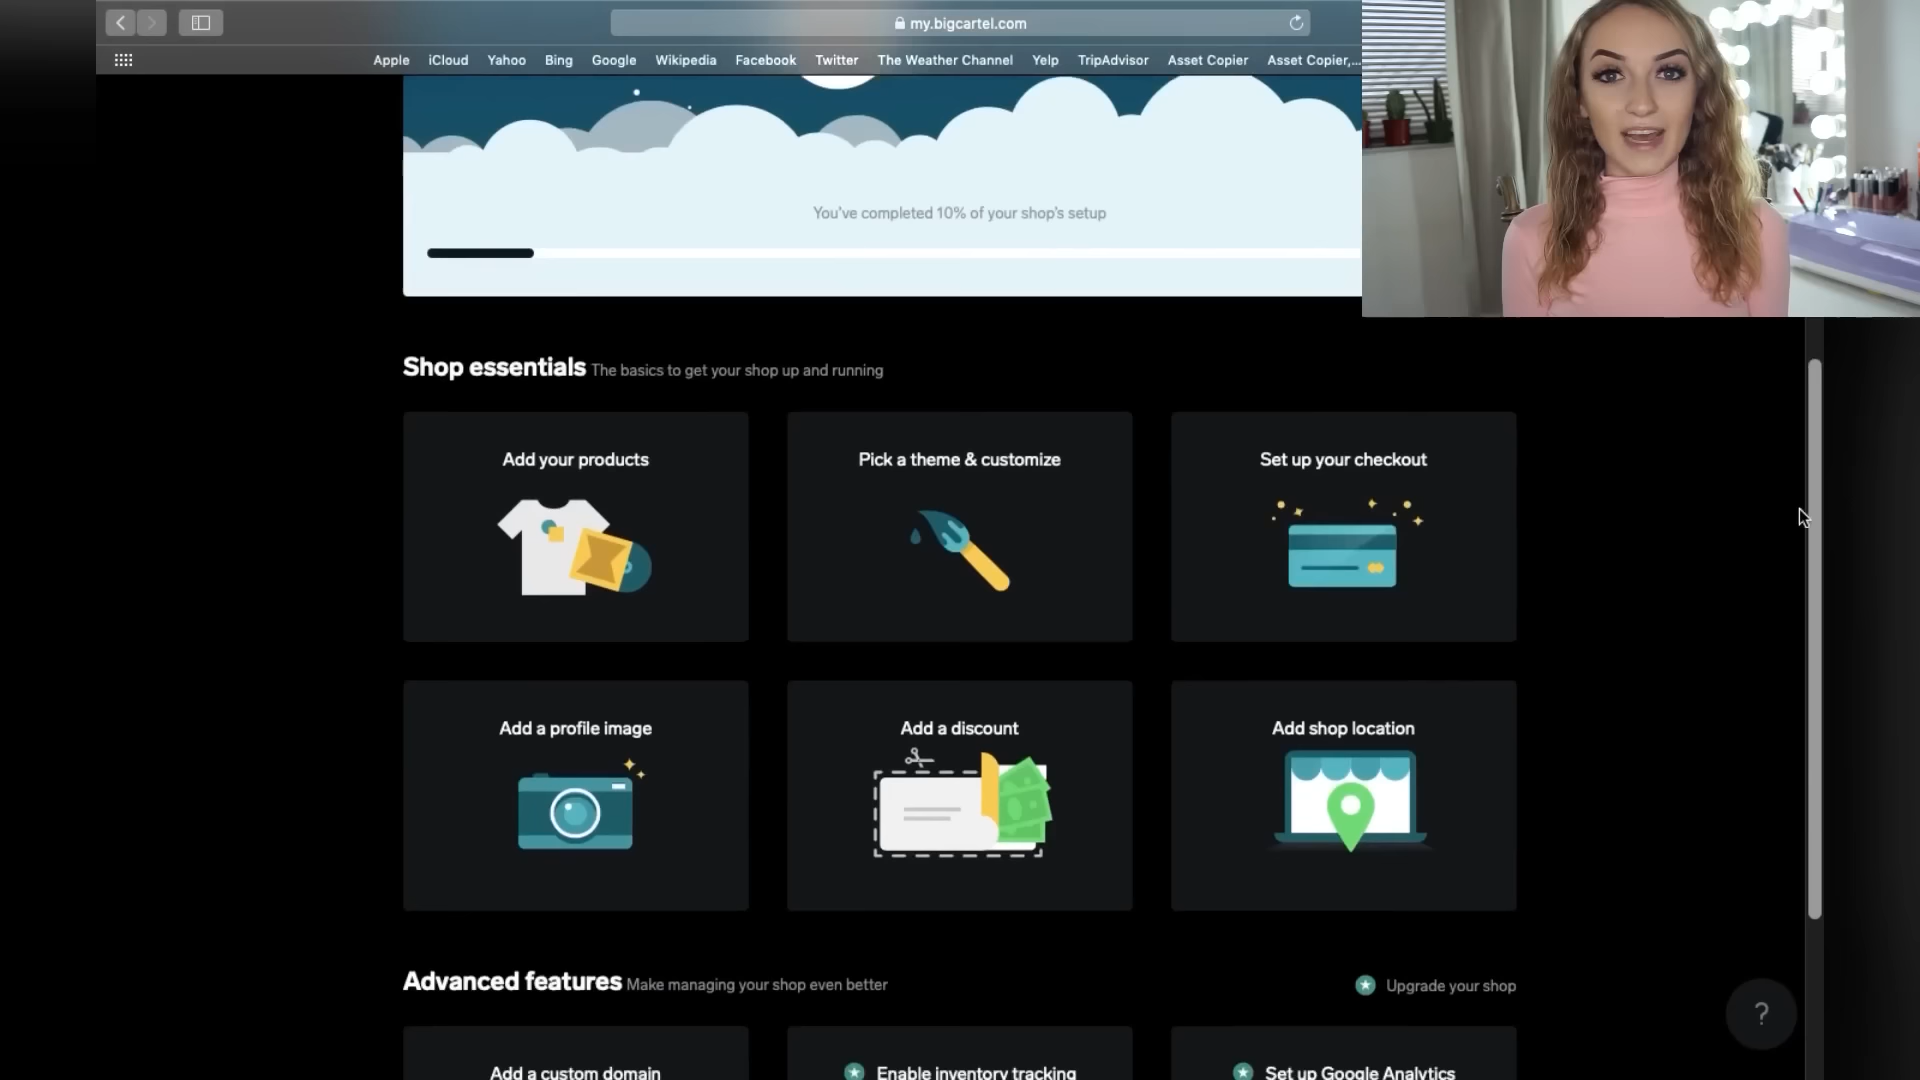 my.bigcartel.com
Apple iCloud Yahoo Bing Google Wikipedia Facebook Twitter The Weather Channel Yelp TripAdvisor Asset Copier Asset Copier,...
You've completed 10% of your shop's setup
Shop essentials The basics to get your shop up and running
Add your products
Pick a theme & customize
Set up your checkout
Add a profile image
Add a discount
Add shop location
Advanced features Make managing your shop even better
Upgrade your shop
?
Add a custom domain
Enable inventory tracking
Set up Google Analytics